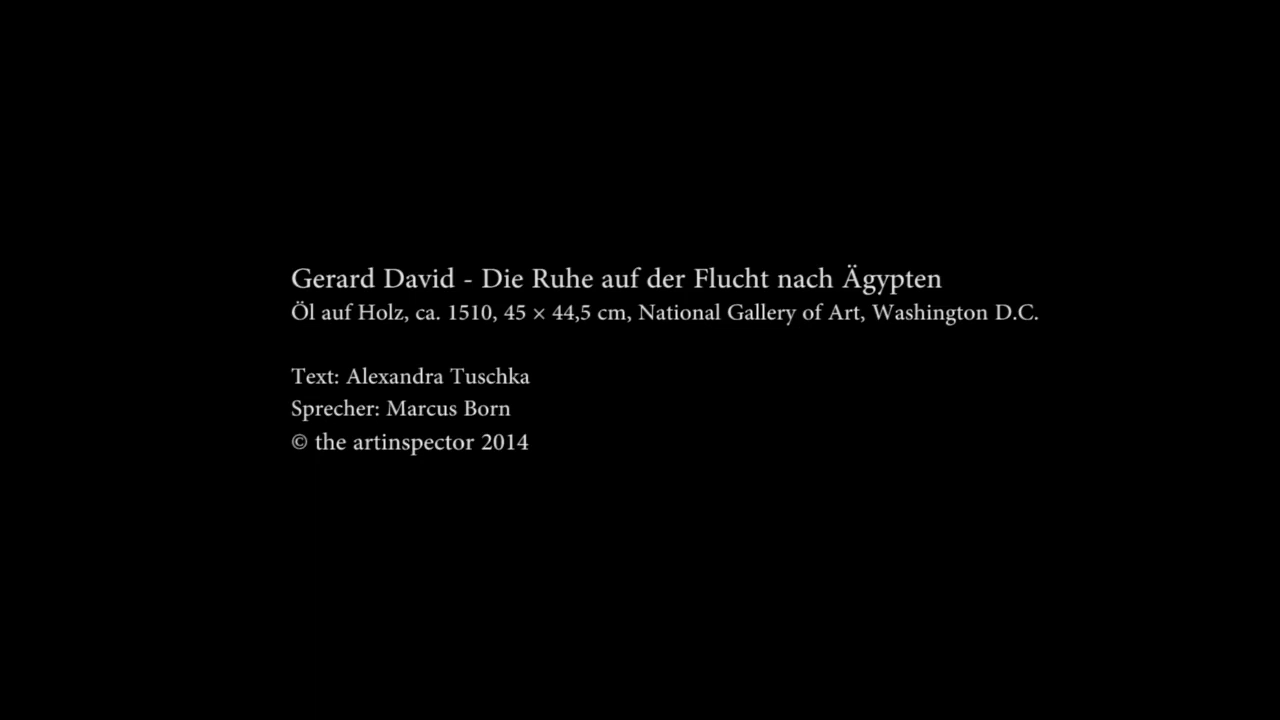 Gerard David - Die Ruhe auf der Flucht nach Ägypten
Öl auf Holz, ca. 1510, 45 × 44,5 cm, National Gallery of Art, Washington D.C.
Text: Alexandra Tuschka
Sprecher: Marcus Born
© the artinspector 2014